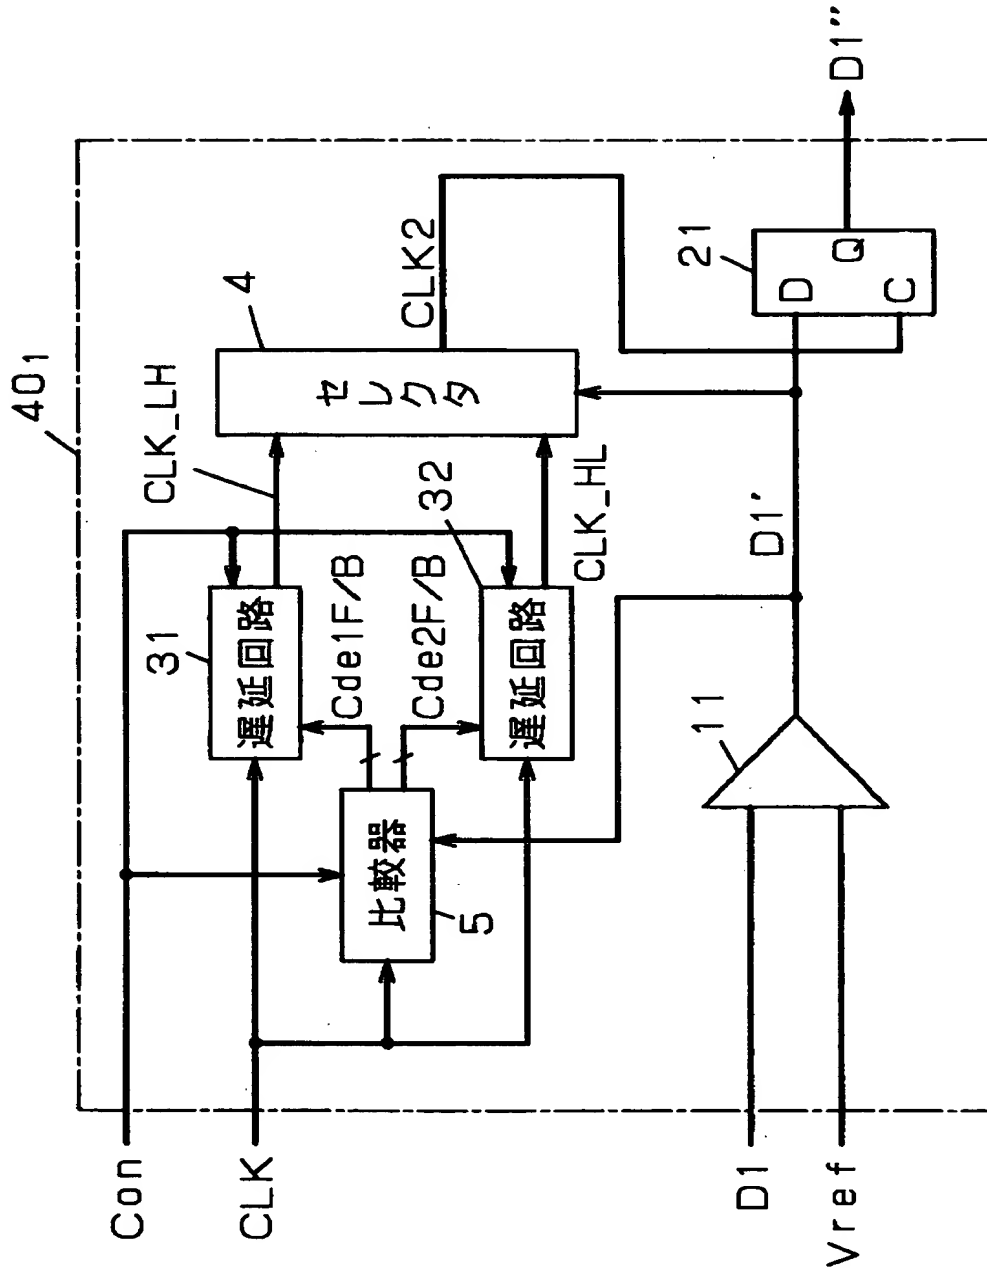 40₁
Con
CLK
D1
Vref
比較器
5
31
遅延回路
Cde1F/B
Cde2F/B
遅延回路
32
CLK_LH
CLK_HL
4
セレクタ
CLK2
11
D1′
21
D
Q
C
D1″